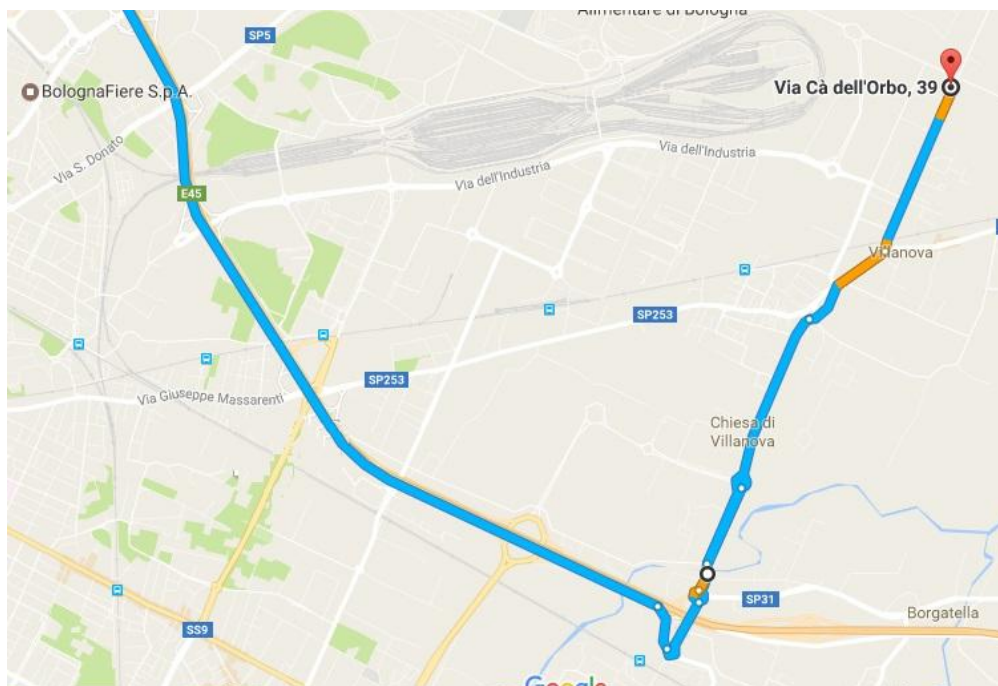 Alimentare di Bologna
SP5
BolognaFiere S.p.A.
Via Cà dell'Orbo, 39
Via S. Donato
Via dell'Industria
Via dell'Industria
E45
Villanova
SP253
SP253
Via Giuseppe Massarenti
Chiesa di
Villanova
SP31
Borgatella
SS9
Google